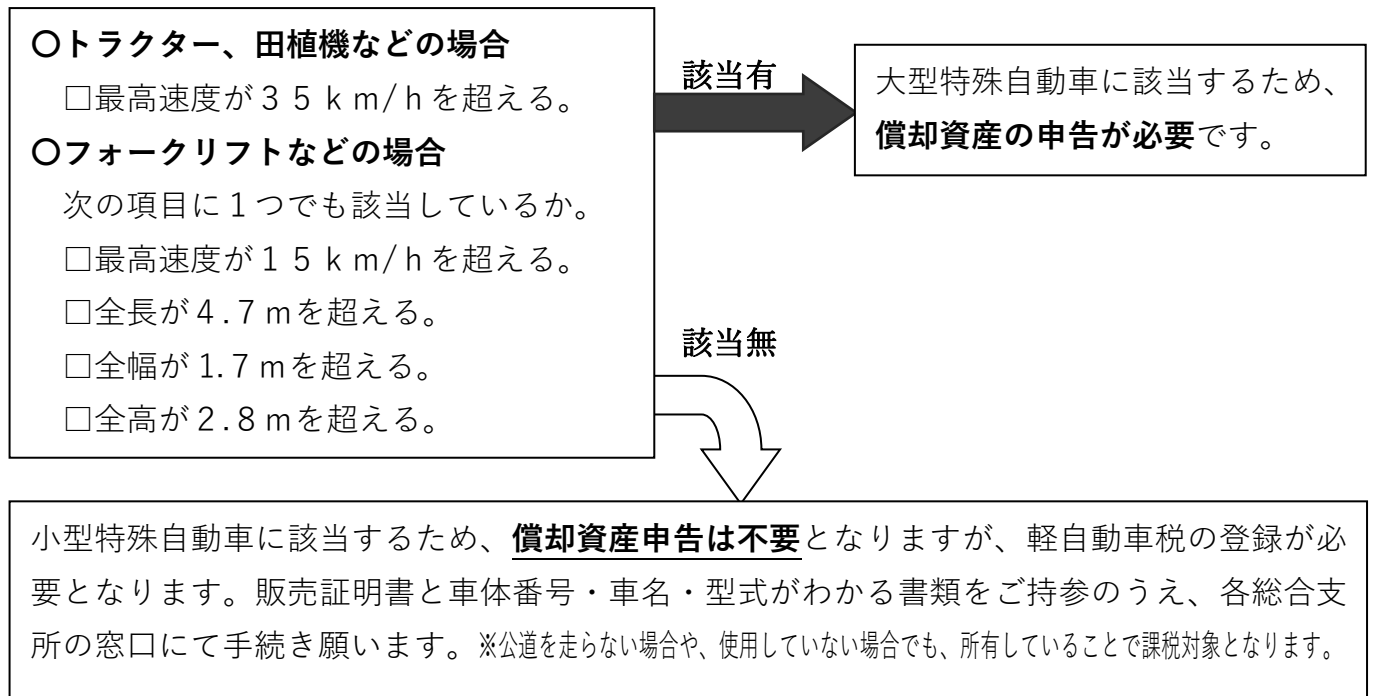 〇トラクター、田植機などの場合
□最高速度が３５ｋｍ/ｈを超える。
〇フォークリフトなどの場合
次の項目に１つでも該当しているか。
□最高速度が１５ｋｍ/ｈを超える。
□全長が４.７ｍを超える。
□全幅が１.７ｍを超える。
□全高が２.８ｍを超える。
該当有
大型特殊自動車に該当するため、
償却資産の申告が必要です。
該当無
小型特殊自動車に該当するため、償却資産申告は不要となりますが、軽自動車税の登録が必
要となります。販売証明書と車体番号・車名・型式がわかる書類をご持参のうえ、各総合支
所の窓口にて手続き願います。※公道を走らない場合や、使用していない場合でも、所有していることで課税対象となります。